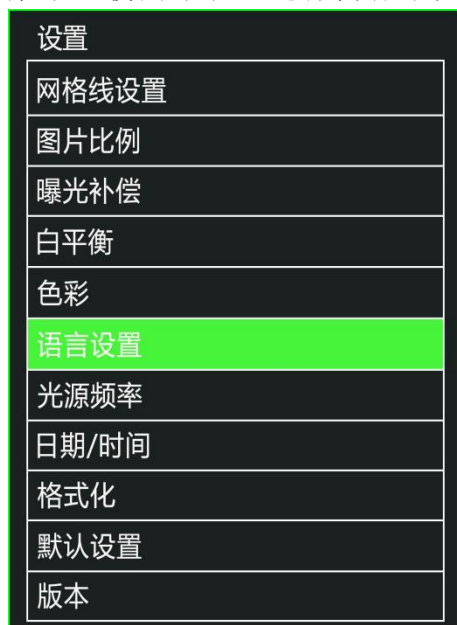 设置
网格线设置
图片比例
曝光补偿
白平衡
色彩
语言设置
光源频率
日期/时间
格式化
默认设置
版本